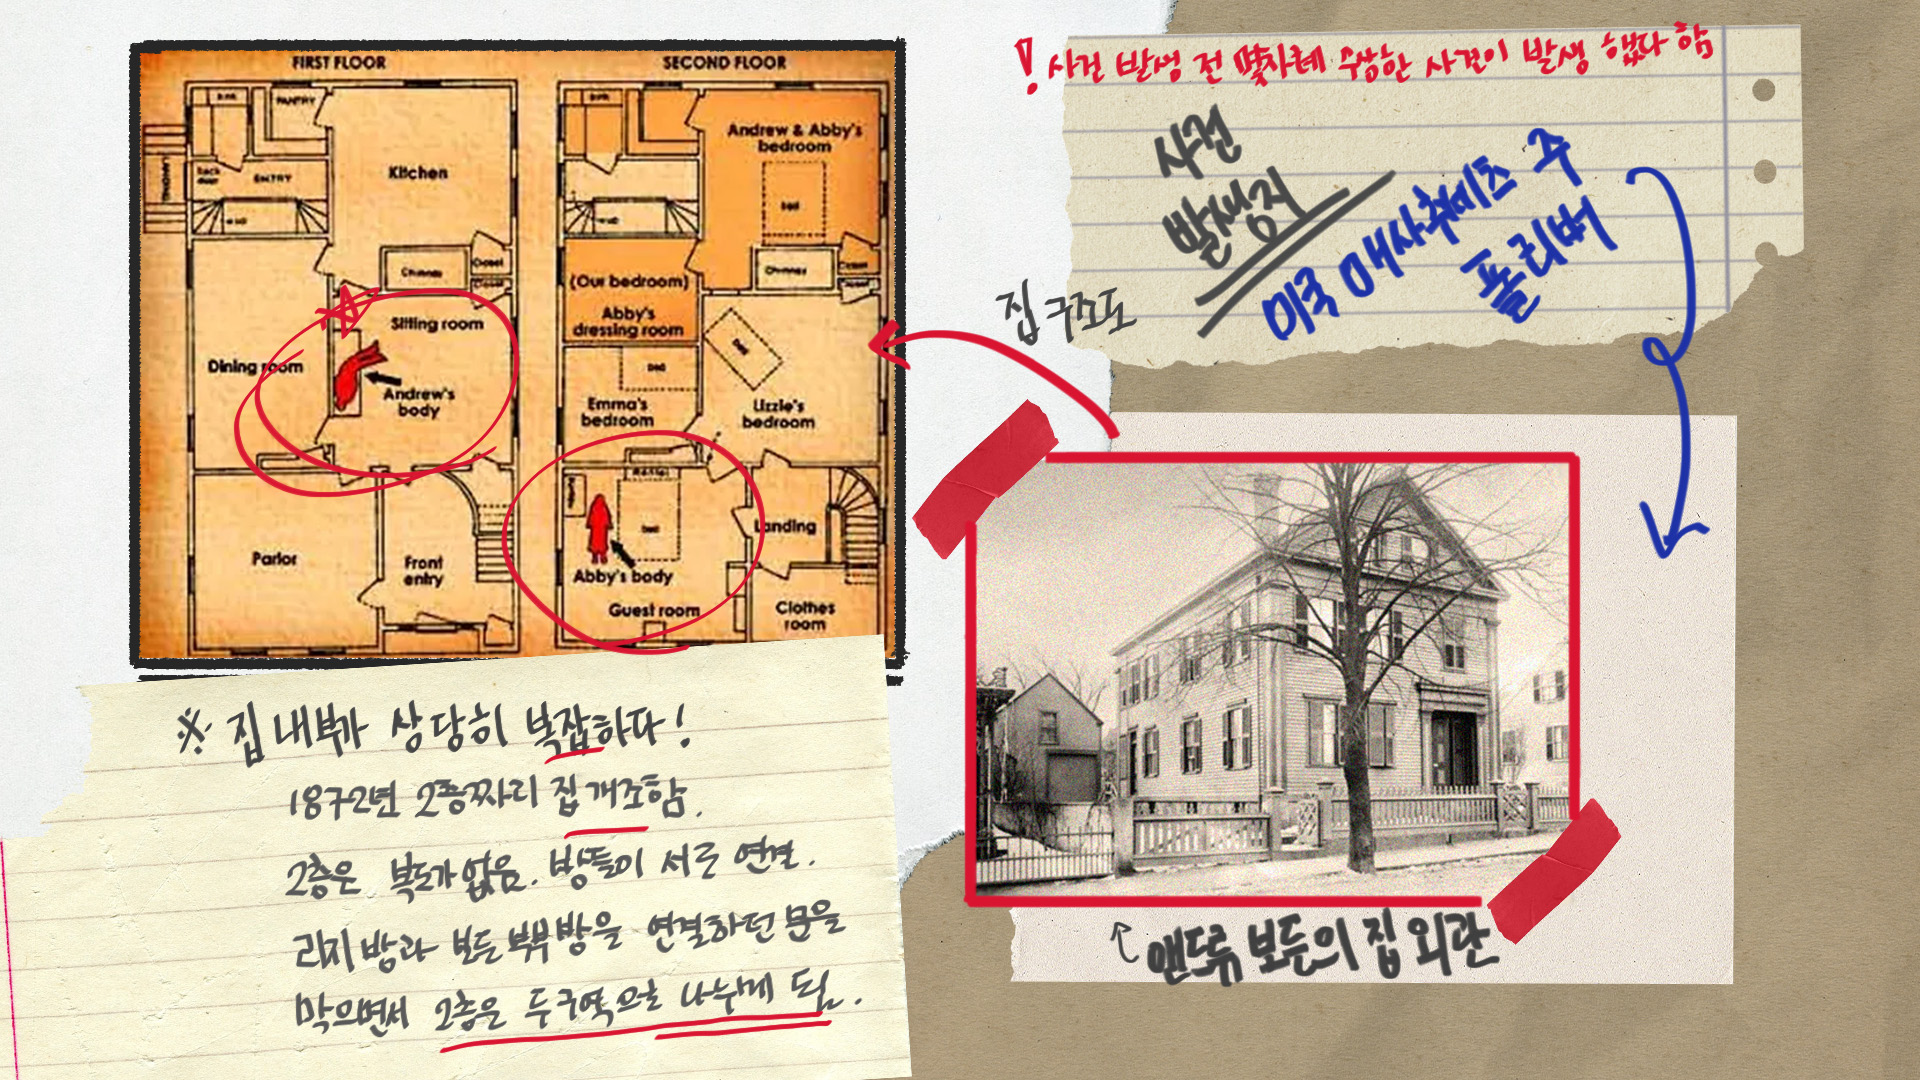 FIRST FLOOR
SINK
PANTRY
Kitchen
Back door
ENTRY
Chimney
Closet
Closet
Sitting room
Dining room
Andrew's
body
Parlor
Front
entry
SECOND FLOOR
Andrew & Abby's
bedroom
bed
(Our bedroom)
Abby's
dressing room
Chimney
Closet
Closet
bed
bed
Emma's
bedroom
Lizzie's
bedroom
bed
Landing
Abby's body
Guest room
Clothes
room
! 사건 발생 전 몇차례 수상한 사건이 발생 했다 함
사건
발생지
미국 매사추세츠 주
폴리버
집 구조도
앤드류 보든의 집 외관
※ 집 내부가 상당히 복잡하다!
1872년 2층짜리 집 개조함.
2층은 복도가 없음. 방들이 서로 연결.
리지 방과 보든 부부 방을 연결하던 문을
막으면서 2층은 두 구역으로 나뉘게 됨.